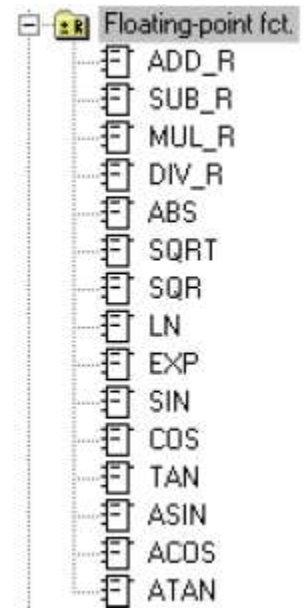 ± R Floating-point fct.
ADD_R
SUB_R
MUL_R
DIV_R
ABS
SQRT
SQR
LN
EXP
SIN
COS
TAN
ASIN
ACOS
ATAN